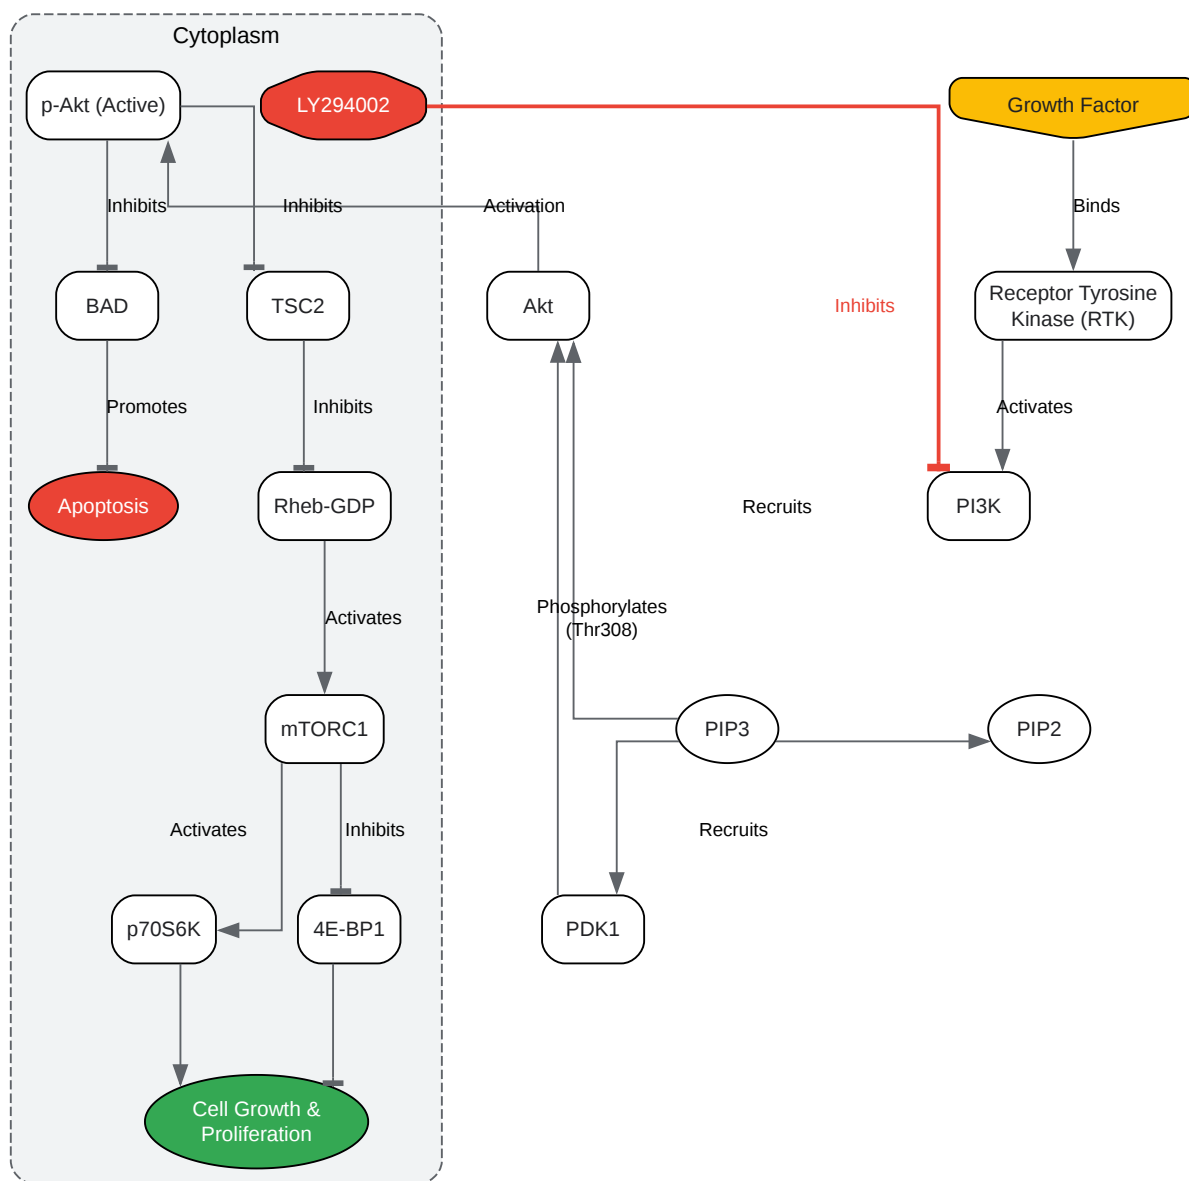 Cytoplasm
p-Akt (Active)
LY294002
Growth Factor
Inhibits
Inhibits
Activation
Binds
BAD
TSC2
Akt
Inhibits
Receptor Tyrosine
Kinase (RTK)
Promotes
Inhibits
Activates
Apoptosis
Rheb-GDP
Recruits
PI3K
Phosphorylates
(Thr308)
Activates
mTORC1
PIP3
PIP2
Activates
Inhibits
Recruits
p70S6K
4E-BP1
PDK1
Cell Growth &
Proliferation